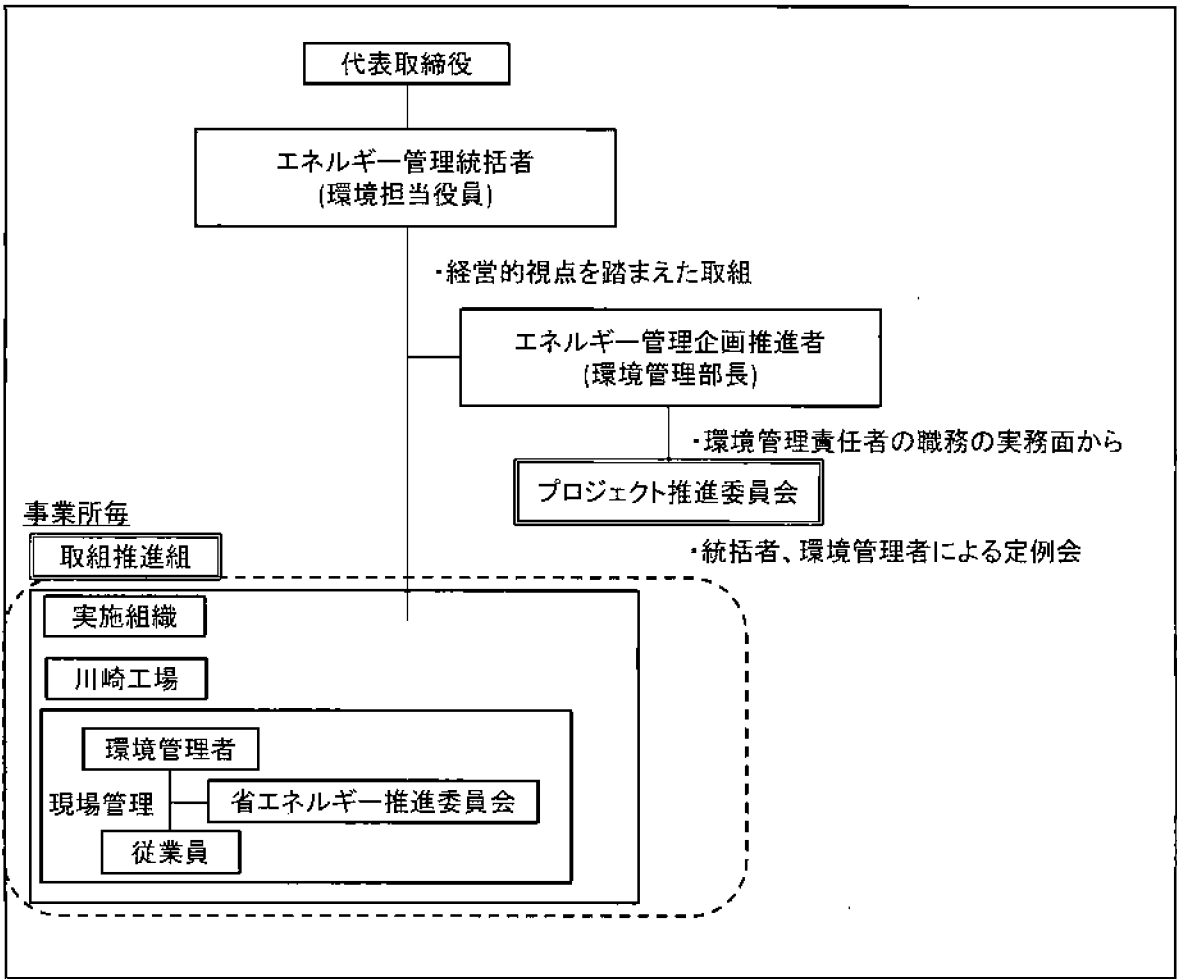 代表取締役
エネルギー管理統括者
(環境担当役員)
・経営的視点を踏まえた取組
エネルギー管理企画推進者
(環境管理部長)
・環境管理責任者の職務の実務面から
プロジェクト推進委員会
・統括者、環境管理者による定例会
事業所毎
取組推進組
実施組織
川崎工場
環境管理者
現場管理
省エネルギー推進委員会
従業員